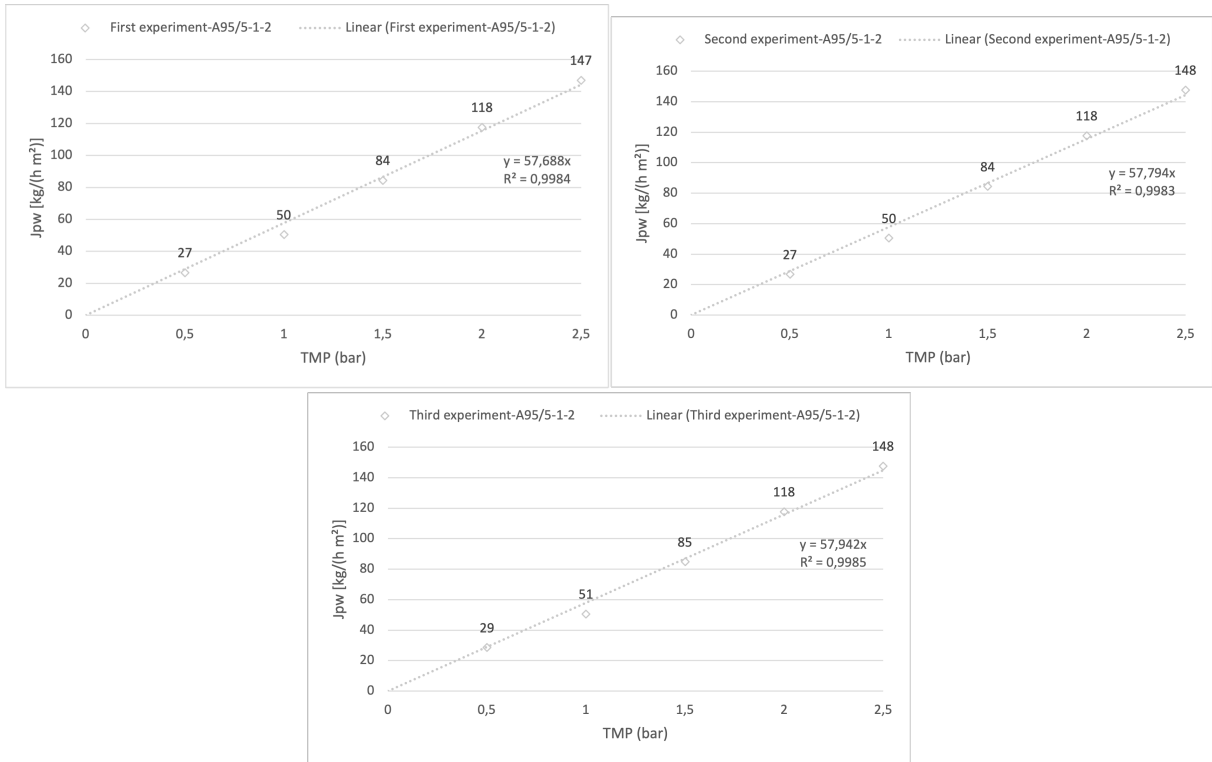 First experiment-A95/5-1-2 Linear (First experiment-A95/5-1-2)
160
140
120
100
80
60
40
20
0
Jpw [kg/(h m²)]
27
50
84
118
147
y = 57,688x
R² = 0,9984
0 0,5 1 1,5 2 2,5
TMP (bar)
Second experiment-A95/5-1-2 Linear (Second experiment-A95/5-1-2)
160
140
120
100
80
60
40
20
0
Jpw [kg/(h m²)]
27
50
84
118
148
y = 57,794x
R² = 0,9983
0 0,5 1 1,5 2 2,5
TMP (bar)
Third experiment-A95/5-1-2 Linear (Third experiment-A95/5-1-2)
160
140
120
100
80
60
40
20
0
Jpw [kg/(h m²)]
29
51
85
118
148
y = 57,942x
R² = 0,9985
0 0,5 1 1,5 2 2,5
TMP (bar)